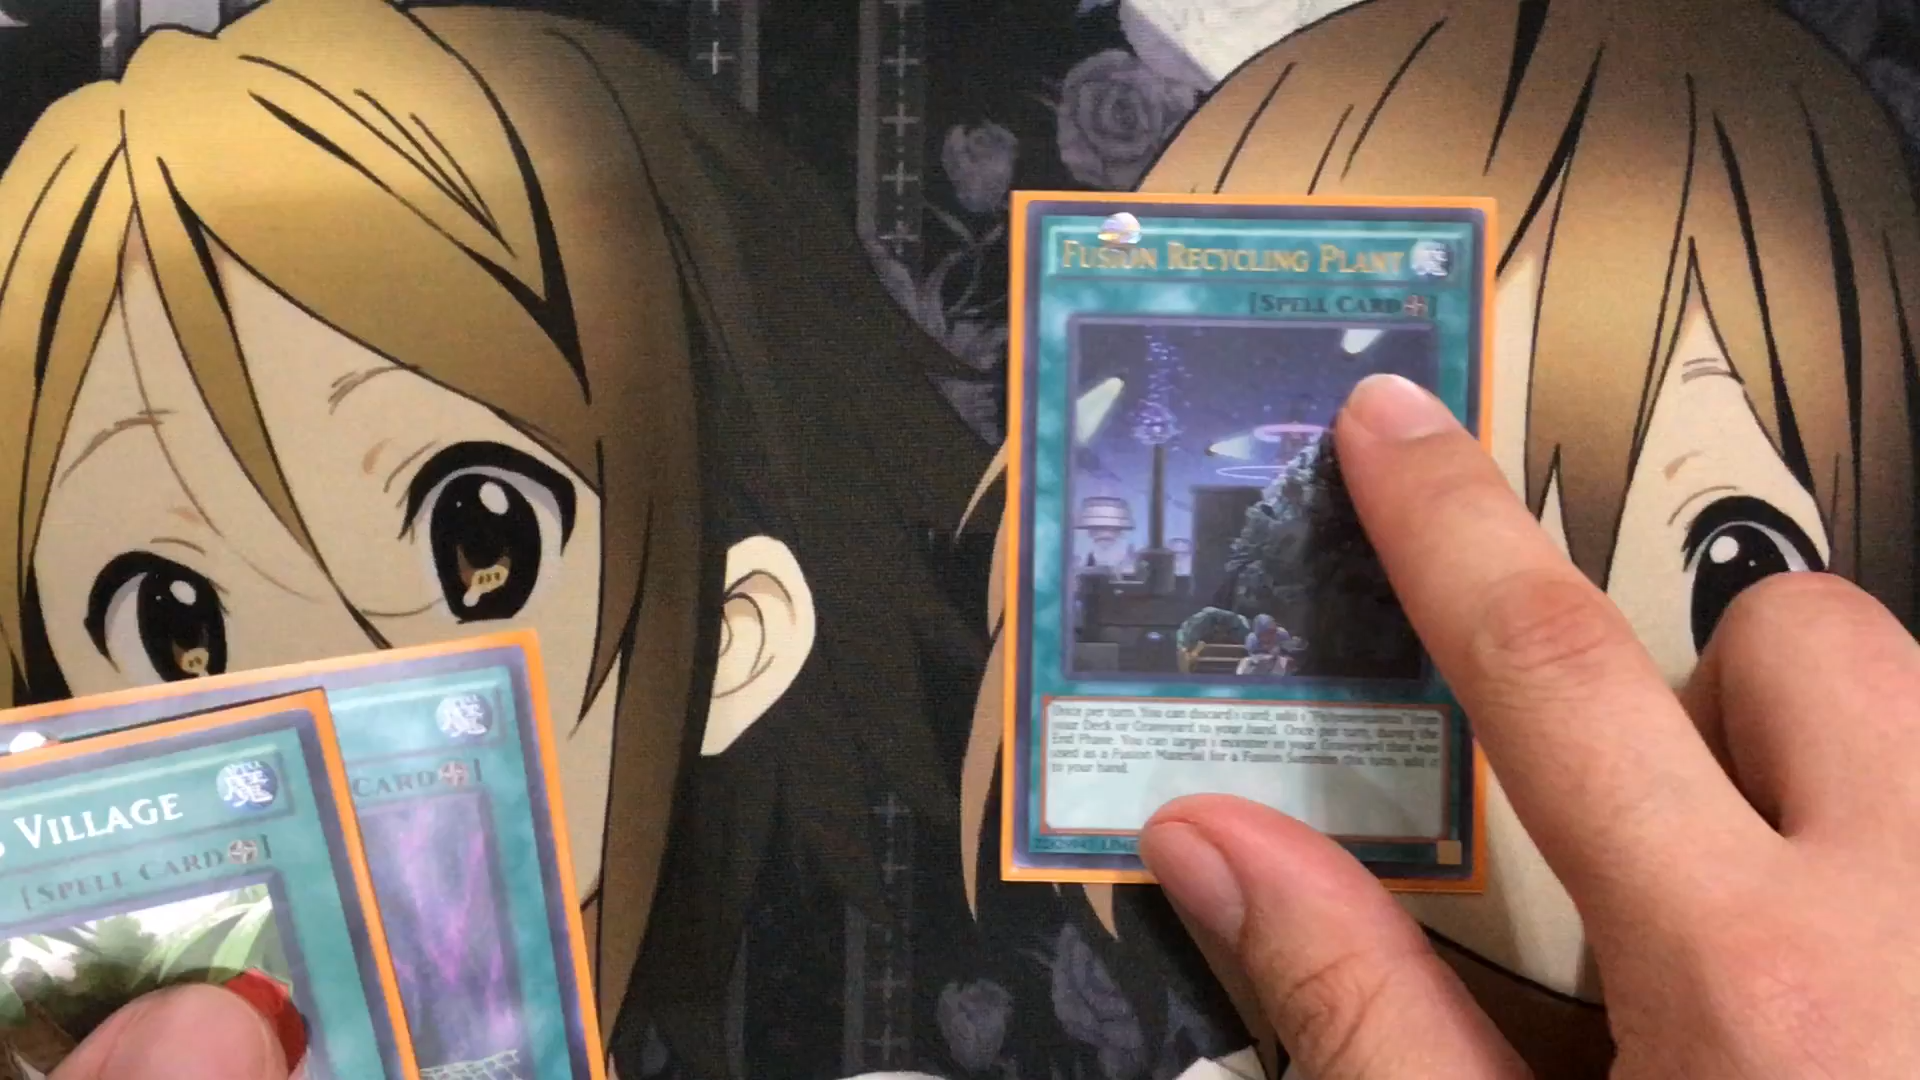 FUSION RECYCLING PLANT
[SPELL CARD]
Once per turn: You can discard 1 card; add 1 "Polymerization" from
your Deck or Graveyard to your hand. Once per turn, during the
End Phase: You can target 1 monster in your Graveyard that was
used as a Fusion Material for a Fusion Summon this turn; add it
to your hand.
魔
CARD]
VILLAGE 魔
[SPELL CARD]